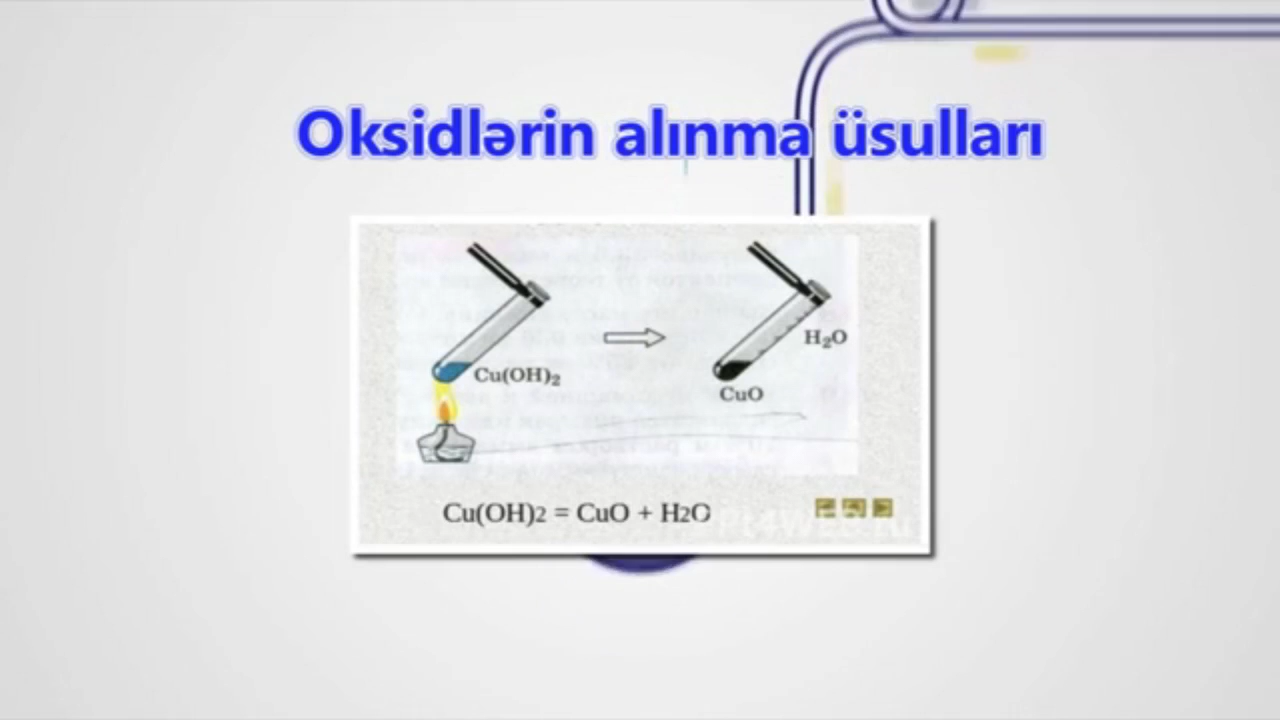 Oksidlərin alınma üsulları
H₂O
Cu(OH)₂
CuO
Cu(OH)2 = CuO + H2O